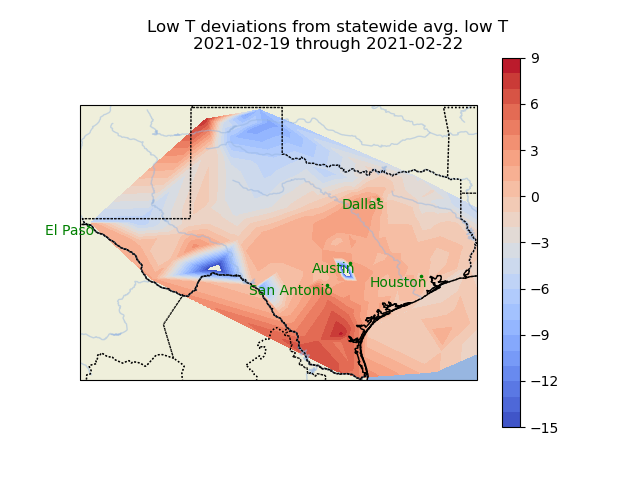 Low T deviations from statewide avg. low T
2021-02-19 through 2021-02-22
9
6
3
0
−3
−6
−9
−12
−15
Dallas
El Paso
Austin
Houston
San Antonio